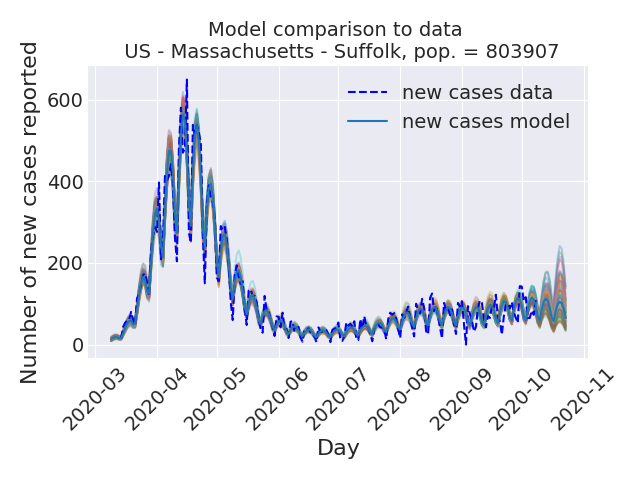 Model comparison to data
US - Massachusetts - Suffolk, pop. = 803907
Number of new cases reported
600
400
200
0
new cases data
new cases model
2020-03
2020-04
2020-05
2020-06
2020-07
2020-08
2020-09
2020-10
2020-11
Day